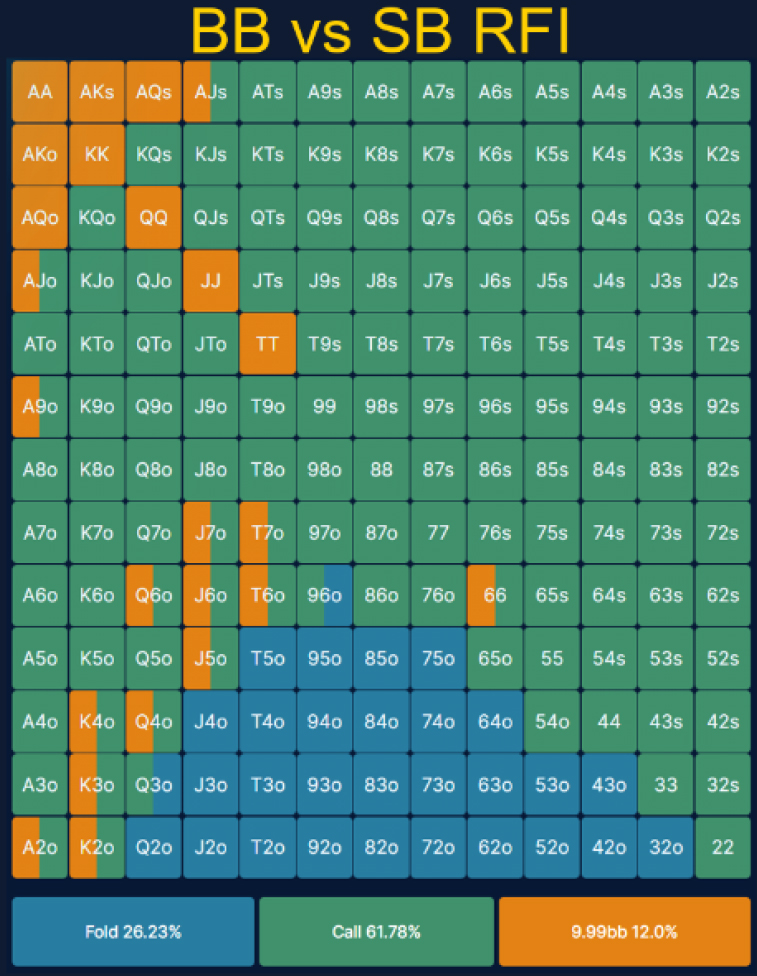 BB vs SB RFI
AA AKs AQs AJs ATs A9s A8s A7s A6s A5s A4s A3s A2s
AKo KK KQs KJs KTs K9s K8s K7s K6s K5s K4s K3s K2s
AQo KQo QQ QJs QTs Q9s Q8s Q7s Q6s Q5s Q4s Q3s Q2s
AJo KJo QJo JJ JTs J9s J8s J7s J6s J5s J4s J3s J2s
ATo KTo QTo JTo TT T9s T8s T7s T6s T5s T4s T3s T2s
A9o K9o Q9o J9o T9o 99 98s 97s 96s 95s 94s 93s 92s
A8o K8o Q8o J8o T8o 98o 88 87s 86s 85s 84s 83s 82s
A7o K7o Q7o J7o T7o 97o 87o 77 76s 75s 74s 73s 72s
A6o K6o Q6o J6o T6o 96o 86o 76o 66 65s 64s 63s 62s
A5o K5o Q5o J5o T5o 95o 85o 75o 65o 55 54s 53s 52s
A4o K4o Q4o J4o T4o 94o 84o 74o 64o 54o 44 43s 42s
A3o K3o Q3o J3o T3o 93o 83o 73o 63o 53o 43o 33 32s
A2o K2o Q2o J2o T2o 92o 82o 72o 62o 52o 42o 32o 22
Fold 26.23% Call 61.78% 9.99bb 12.0%